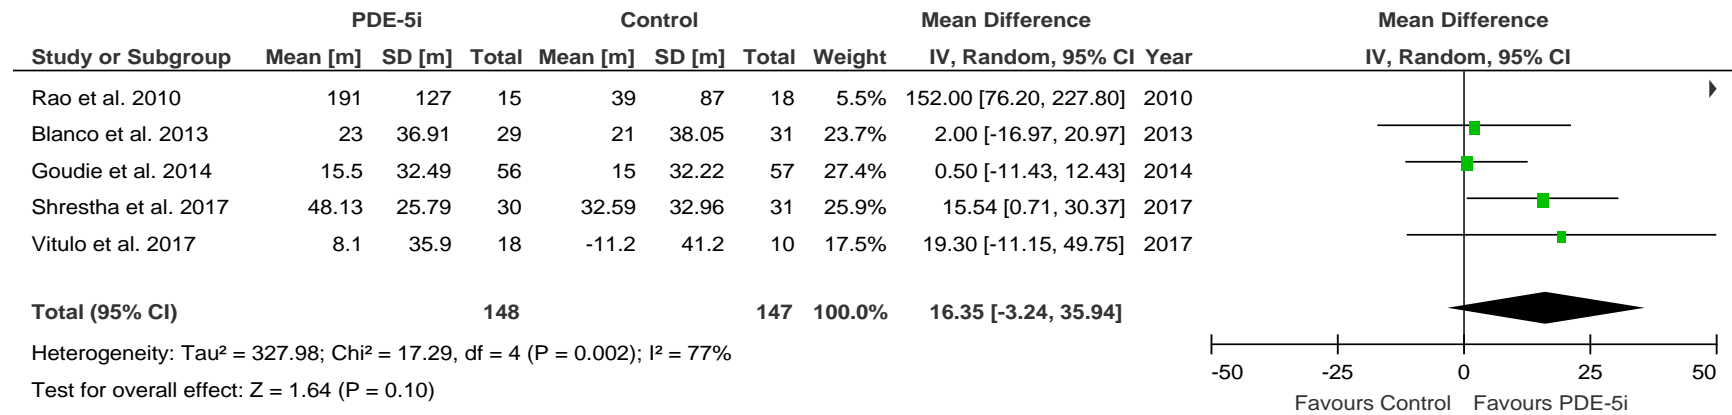 PDE-5i Control Mean Difference Mean Difference
Study or Subgroup Mean [m] SD [m] Total Mean [m] SD [m] Total Weight IV, Random, 95% CI Year IV, Random, 95% CI
Rao et al. 2010 191 127 15 39 87 18 5.5% 152.00 [76.20, 227.80] 2010
Blanco et al. 2013 23 36.91 29 21 38.05 31 23.7% 2.00 [-16.97, 20.97] 2013
Goudie et al. 2014 15.5 32.49 56 15 32.22 57 27.4% 0.50 [-11.43, 12.43] 2014
Shrestha et al. 2017 48.13 25.79 30 32.59 32.96 31 25.9% 15.54 [0.71, 30.37] 2017
Vitulo et al. 2017 8.1 35.9 18 -11.2 41.2 10 17.5% 19.30 [-11.15, 49.75] 2017
Total (95% CI) 148 147 100.0% 16.35 [-3.24, 35.94]
Heterogeneity: Tau² = 327.98; Chi² = 17.29, df = 4 (P = 0.002); I² = 77%
Test for overall effect: Z = 1.64 (P = 0.10)
-50 -25 0 25 50
Favours Control Favours PDE-5i